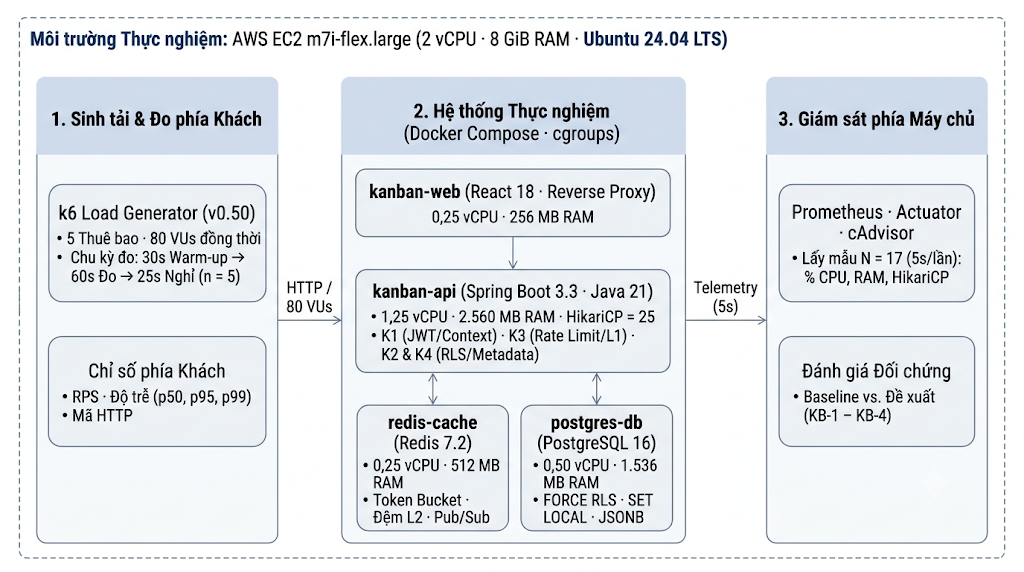 Môi trường Thực nghiệm: AWS EC2 m7i-flex.large (2 vCPU · 8 GiB RAM · Ubuntu 24.04 LTS)
1. Sinh tải & Đo phía Khách
k6 Load Generator (v0.50)
• 5 Thuê bao · 80 VUs đồng thời
• Chu kỳ đo: 30s Warm-up →
60s Đo → 25s Nghỉ (n = 5)
Chỉ số phía Khách
• RPS · Độ trễ (p50, p95, p99)
• Mã HTTP
HTTP /
80 VUs
2. Hệ thống Thực nghiệm
(Docker Compose · cgroups)
kanban-web (React 18 · Reverse Proxy)
0,25 vCPU · 256 MB RAM
kanban-api (Spring Boot 3.3 · Java 21)
• 1,25 vCPU · 2.560 MB RAM · HikariCP = 25
• K1 (JWT/Context) · K3 (Rate Limit/L1) ·
K2 & K4 (RLS/Metadata)
redis-cache
(Redis 7.2)
• 0,25 vCPU · 512 MB
RAM
• Token Bucket ·
Đệm L2 · Pub/Sub
postgres-db
(PostgreSQL 16)
• 0,50 vCPU · 1.536
MB RAM
• FORCE RLS · SET
LOCAL · JSONB
Telemetry
(5s)
3. Giám sát phía Máy chủ
Prometheus · Actuator
· cAdvisor
• Lấy mẫu N = 17 (5s/lần):
% CPU, RAM, HikariCP
Đánh giá Đối chứng
• Baseline vs. Đề xuất
(KB-1 – KB-4)